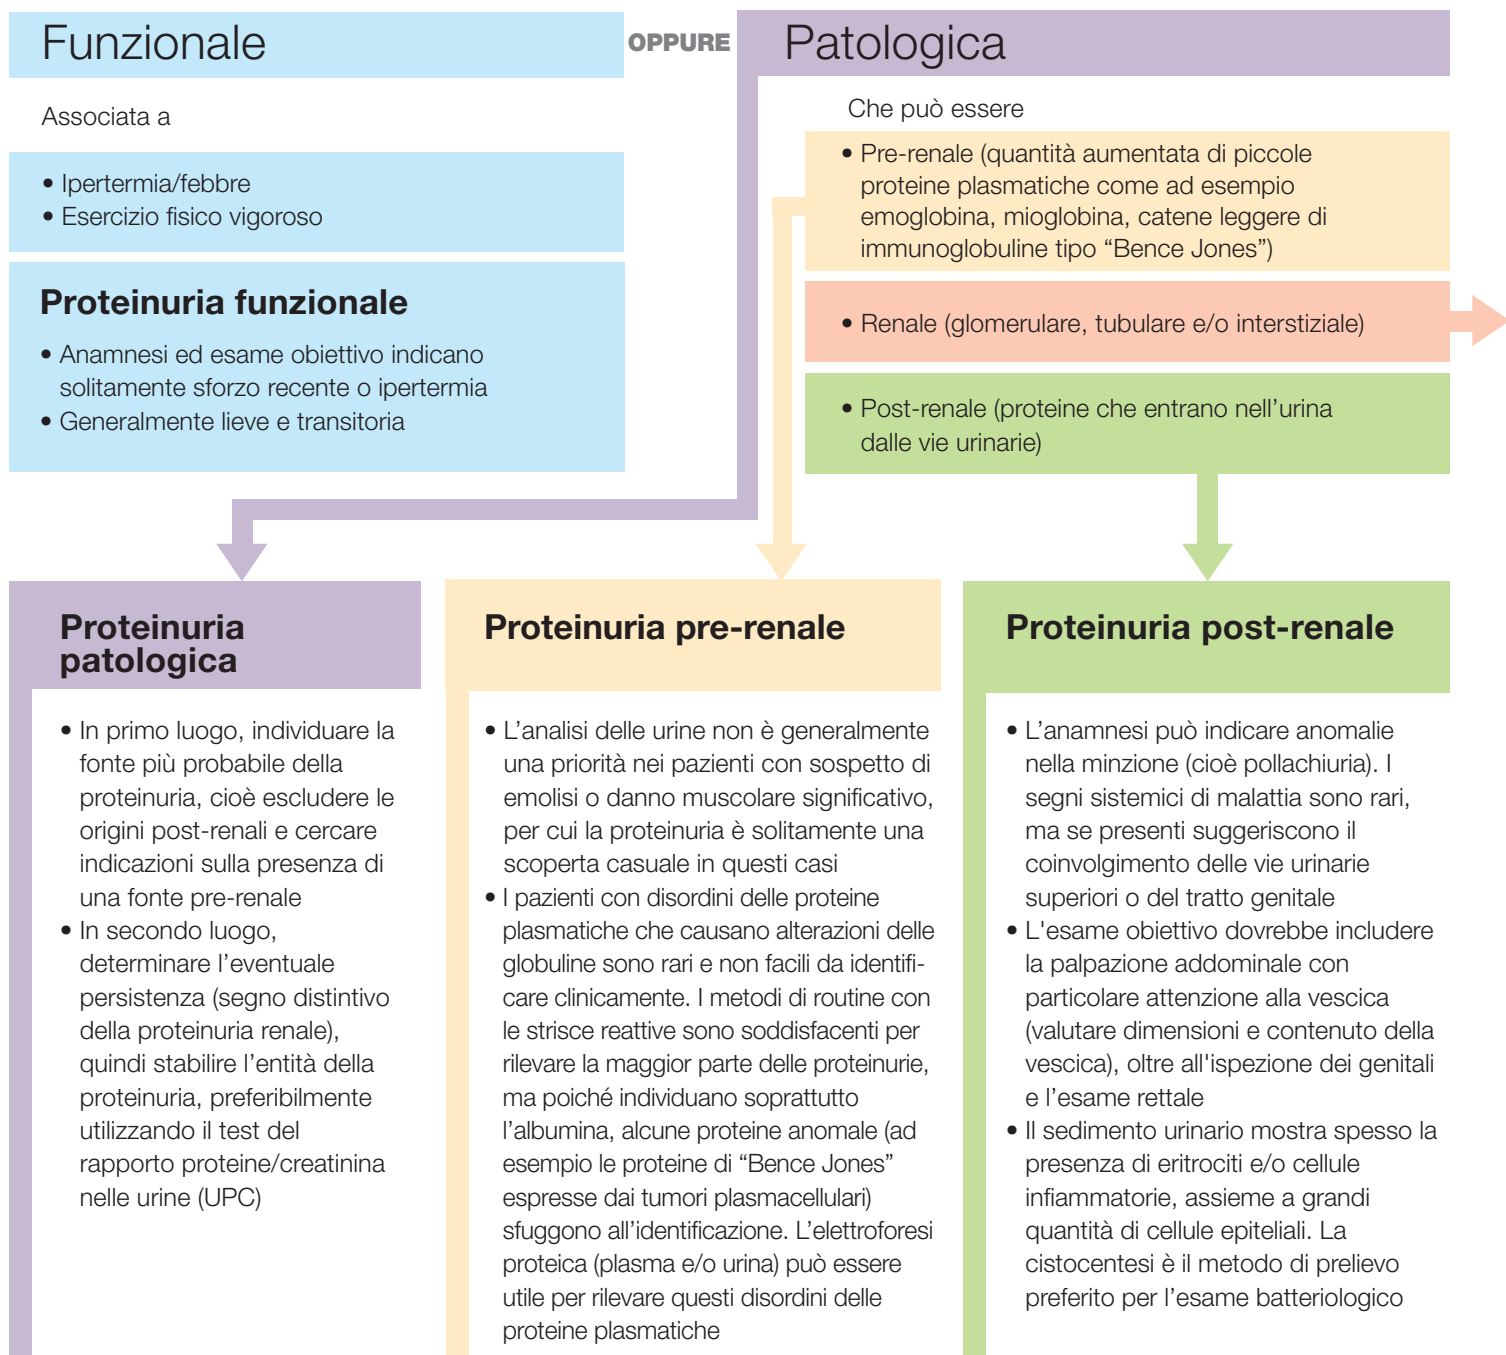 Funzionale
OPPURE
Patologica
Associata a
• Ipertermia/febbre
• Esercizio fisico vigoroso
Proteinuria funzionale
• Anamnesi ed esame obiettivo indicano
solitamente sforzo recente o ipertermia
• Generalmente lieve e transitoria
Che può essere
• Pre-renale (quantità aumentata di piccole
proteine plasmatiche come ad esempio
emoglobina, mioglobina, catene leggere di
immunoglobuline tipo “Bence Jones”)
• Renale (glomerulare, tubulare e/o interstiziale)
• Post-renale (proteine che entrano nell’urina
dalle vie urinarie)
Proteinuria
patologica
• In primo luogo, individuare la
fonte più probabile della
proteinuria, cioè escludere le
origini post-renali e cercare
indicazioni sulla presenza di
una fonte pre-renale
• In secondo luogo,
determinare l’eventuale
persistenza (segno distintivo
della proteinuria renale),
quindi stabilire l’entità della
proteinuria, preferibilmente
utilizzando il test del
rapporto proteine/creatinina
nelle urine (UPC)
Proteinuria pre-renale
• L’analisi delle urine non è generalmente
una priorità nei pazienti con sospetto di
emolisi o danno muscolare significativo,
per cui la proteinuria è solitamente una
scoperta casuale in questi casi
• I pazienti con disordini delle proteine
plasmatiche che causano alterazioni delle
globuline sono rari e non facili da identifi-
care clinicamente. I metodi di routine con
le strisce reattive sono soddisfacenti per
rilevare la maggior parte delle proteinurie,
ma poiché individuano soprattutto
l’albumina, alcune proteine anomale (ad
esempio le proteine di “Bence Jones”
espresse dai tumori plasmacellulari)
sfuggono all’identificazione. L’elettroforesi
proteica (plasma e/o urina) può essere
utile per rilevare questi disordini delle
proteine plasmatiche
Proteinuria post-renale
• L’anamnesi può indicare anomalie
nella minzione (cioè pollachiuria). I
segni sistemici di malattia sono rari,
ma se presenti suggeriscono il
coinvolgimento delle vie urinarie
superiori o del tratto genitale
• L'esame obiettivo dovrebbe includere
la palpazione addominale con
particolare attenzione alla vescica
(valutare dimensioni e contenuto della
vescica), oltre all'ispezione dei genitali
e l’esame rettale
• Il sedimento urinario mostra spesso la
presenza di eritrociti e/o cellule
infiammatorie, assieme a grandi
quantità di cellule epiteliali. La
cistocentesi è il metodo di prelievo
preferito per l’esame batteriologico